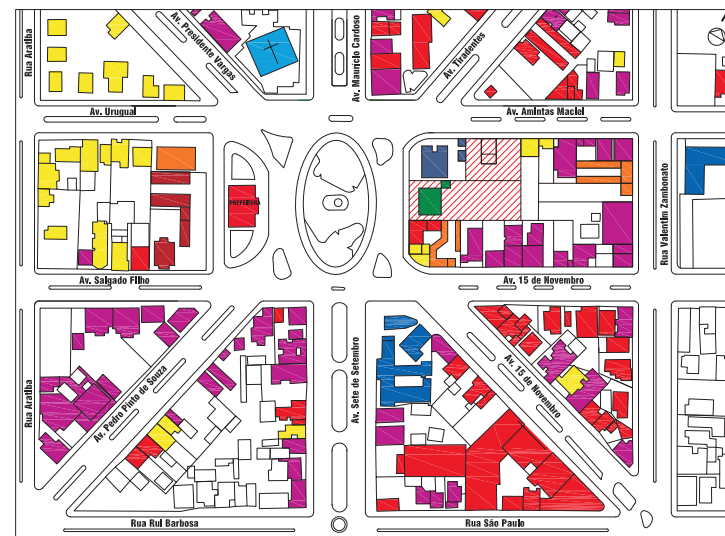 Rua Aratiba
Av. Presidente Vargas
Av. Maurício Cardoso
Av. Tiradentes
Av. Uruguai
Av. Amintas Maciel
PREFEITURA
Rua Valentim Zambonato
Av. Salgado Filho
Av. 15 de Novembro
Rua Aratiba
Av. Pedro Pinto de Souza
Av. Sete de Setembro
Av. 15 de Novembro
Rua Rui Barbosa
Rua São Paulo